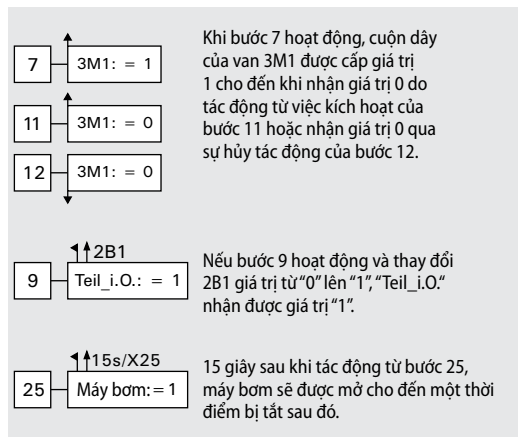 7
3M1: = 1
11
3M1: = 0
12
3M1: = 0
Khi bước 7 hoạt động, cuộn dây
của van 3M1 được cấp giá trị
1 cho đến khi nhận giá trị 0 do
tác động từ việc kích hoạt của
bước 11 hoặc nhận giá trị 0 qua
sự hủy tác động của bước 12.
2B1
9
Teil_i.O.: = 1
Nếu bước 9 hoạt động và thay đổi
2B1 giá trị từ “0” lên “1”, “Teil_i.O.“
nhận được giá trị “1”.
15s/X25
25
Máy bơm:=1
15 giây sau khi tác động từ bước 25,
máy bơm sẽ được mở cho đến một thời
điểm bị tắt sau đó.